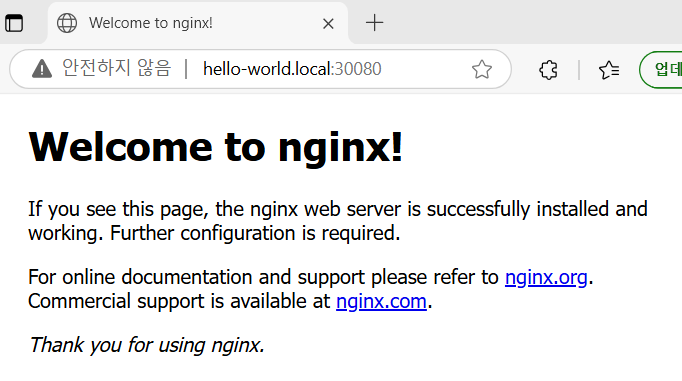 Welcome to nginx!
안전하지 않음 | hello-world.local:30080
업데
Welcome to nginx!
If you see this page, the nginx web server is successfully installed and
working. Further configuration is required.
For online documentation and support please refer to nginx.org.
Commercial support is available at nginx.com.
Thank you for using nginx.